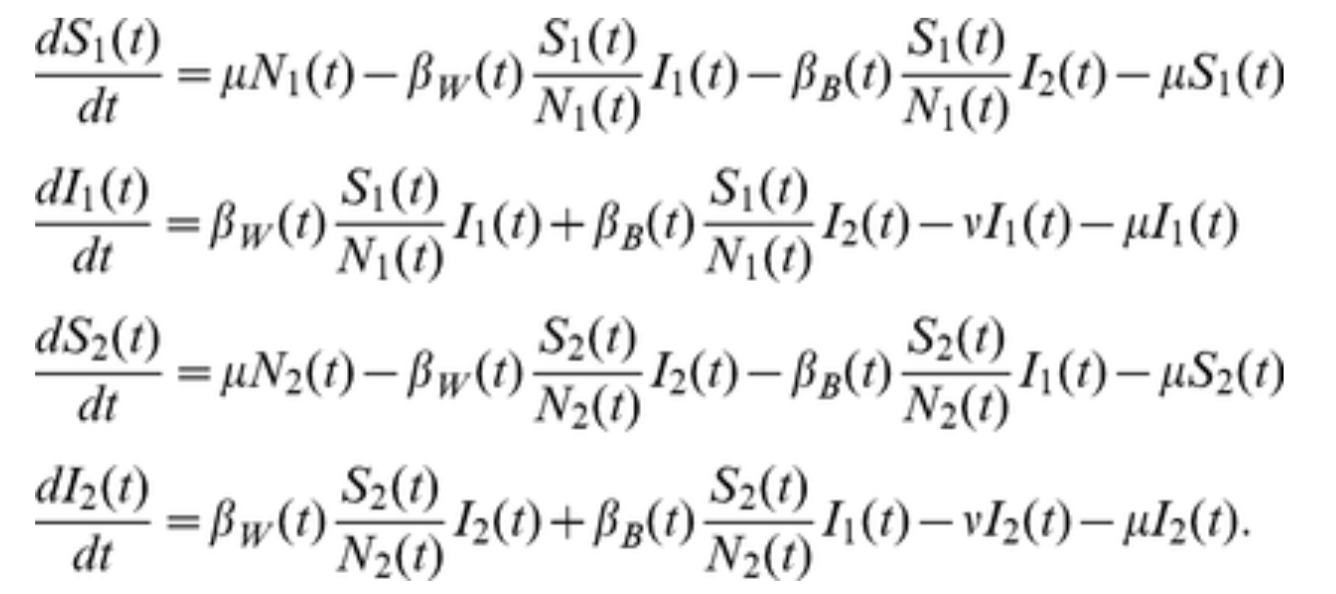 dS₁(t)/dt = μN₁(t) − β_W(t) S₁(t)/N₁(t) I₁(t) − β_B(t) S₁(t)/N₁(t) I₂(t) − μS₁(t)
dI₁(t)/dt = β_W(t) S₁(t)/N₁(t) I₁(t) + β_B(t) S₁(t)/N₁(t) I₂(t) − νI₁(t) − μI₁(t)
dS₂(t)/dt = μN₂(t) − β_W(t) S₂(t)/N₂(t) I₂(t) − β_B(t) S₂(t)/N₂(t) I₁(t) − μS₂(t)
dI₂(t)/dt = β_W(t) S₂(t)/N₂(t) I₂(t) + β_B(t) S₂(t)/N₂(t) I₁(t) − νI₂(t) − μI₂(t).